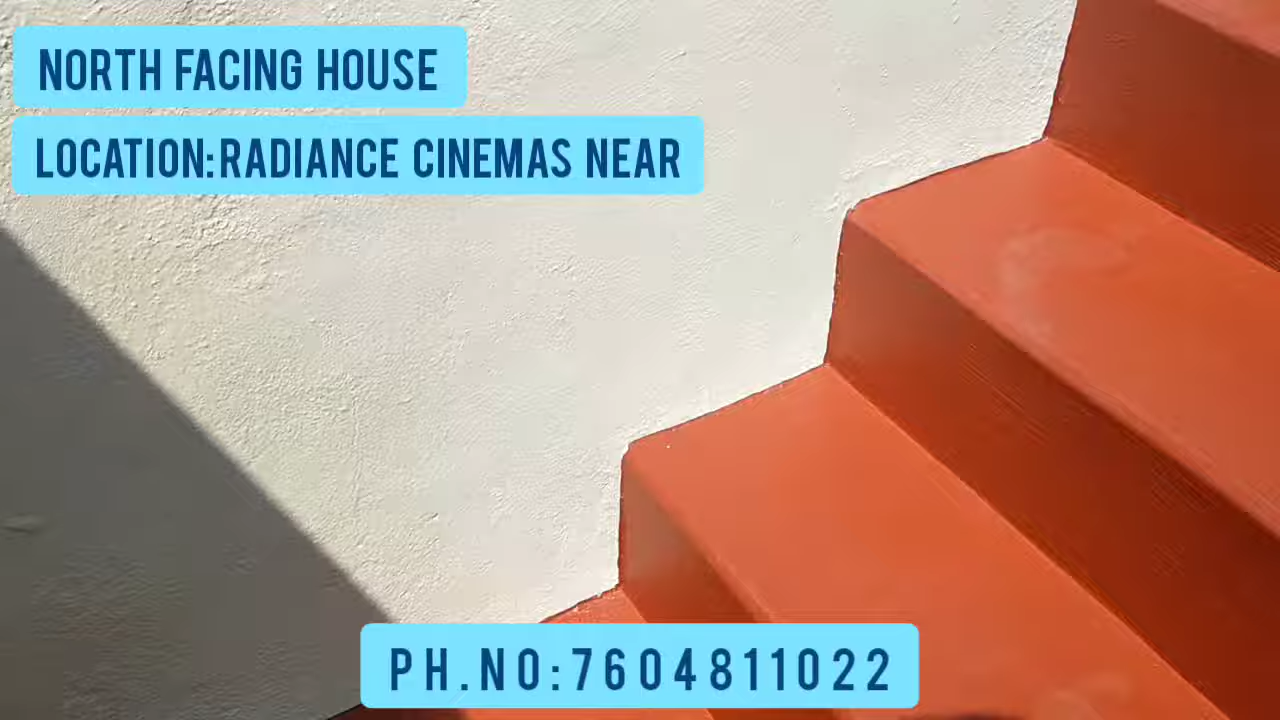 NORTH FACING HOUSE
LOCATION:RADIANCE CINEMAS NEAR
PH.NO:7604811022